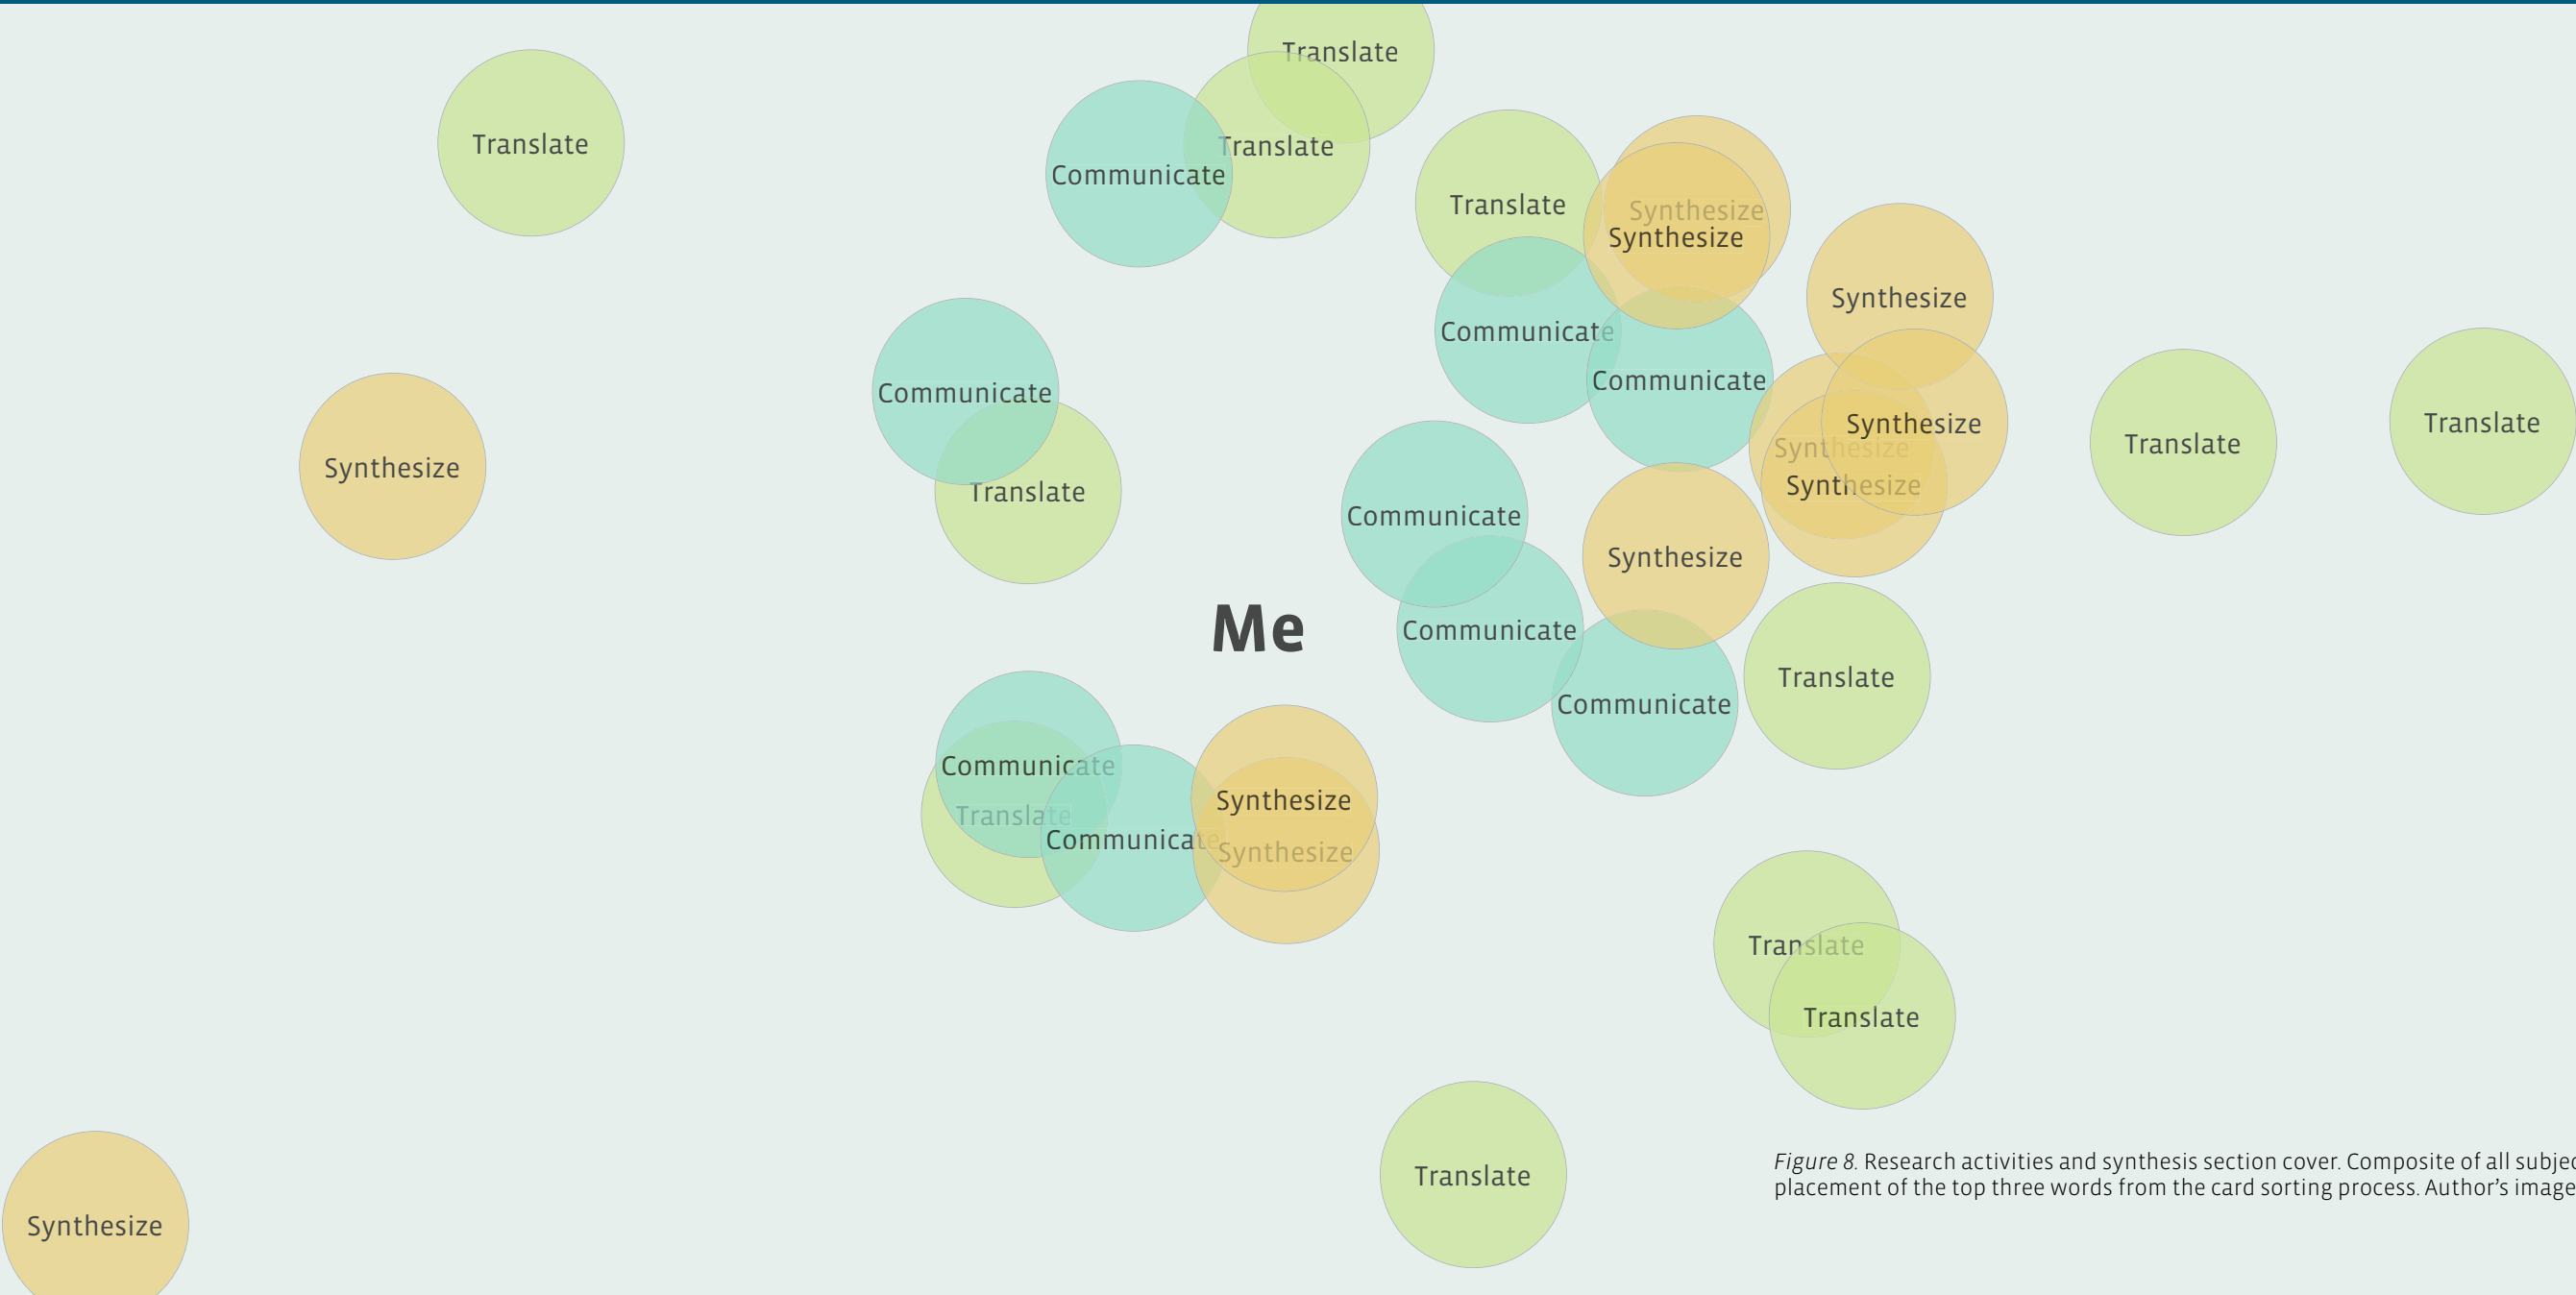 Translate
Translate
Translate
Communicate
Translate
Synthesize
Synthesize
Synthesize
Communicate
Communicate
Communicate
Translate
Synthesize
Translate
Synthesize
Synthesize
Synthesize
Translate
Synthesize
Translate
Communicate
Synthesize
Me
Communicate
Translate
Communicate
Communicate
Translate
Communicate
Synthesize
Synthesize
Translate
Translate
Translate
Synthesize
Figure 8. Research activities and synthesis section cover. Composite of all
placement of the top three words from the card sorting process. Author’s image